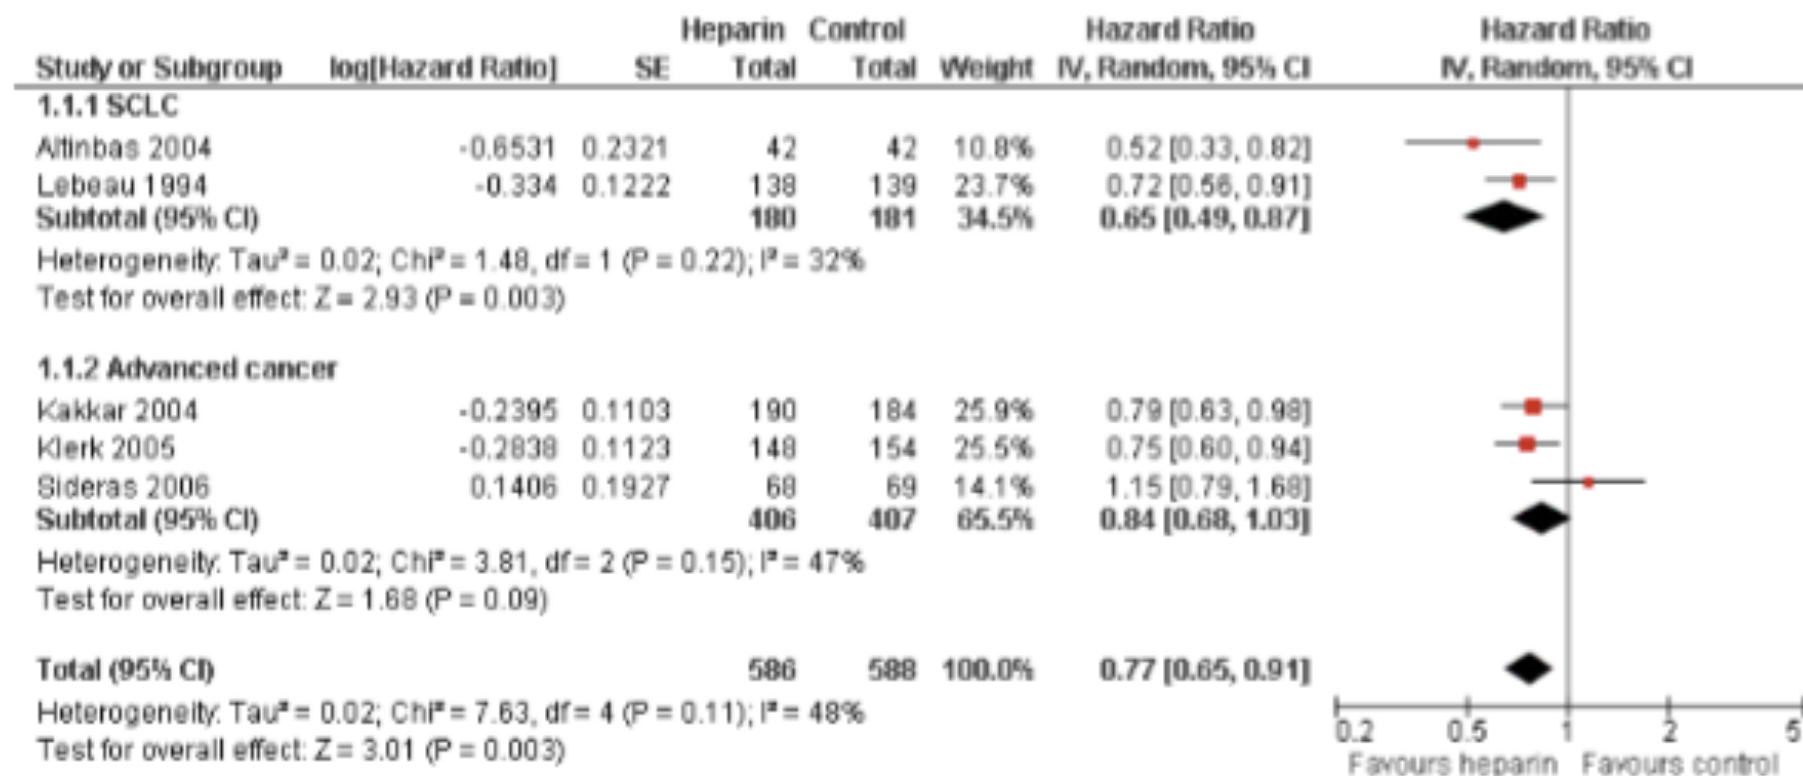 Heparin Control Hazard Ratio Hazard Ratio
Study or Subgroup log[Hazard Ratio] SE Total Total Weight IV, Random, 95% CI IV, Random, 95% CI
1.1.1 SCLC
Altinbas 2004 -0.6531 0.2321 42 42 10.8% 0.52 [0.33, 0.82]
Lebeau 1994 -0.334 0.1222 138 139 23.7% 0.72 [0.56, 0.91]
Subtotal (95% CI) 180 181 34.5% 0.65 [0.49, 0.87]
Heterogeneity: Tau² = 0.02; Chi² = 1.48, df = 1 (P = 0.22); I² = 32%
Test for overall effect: Z = 2.93 (P = 0.003)
1.1.2 Advanced cancer
Kakkar 2004 -0.2395 0.1103 190 184 25.9% 0.79 [0.63, 0.98]
Klerk 2005 -0.2838 0.1123 148 154 25.5% 0.75 [0.60, 0.94]
Sideras 2006 0.1406 0.1927 68 69 14.1% 1.15 [0.79, 1.68]
Subtotal (95% CI) 406 407 65.5% 0.84 [0.68, 1.03]
Heterogeneity: Tau² = 0.02; Chi² = 3.81, df = 2 (P = 0.15); I² = 47%
Test for overall effect: Z = 1.68 (P = 0.09)
Total (95% CI) 586 588 100.0% 0.77 [0.65, 0.91]
Heterogeneity: Tau² = 0.02; Chi² = 7.63, df = 4 (P = 0.11); I² = 48%
Test for overall effect: Z = 3.01 (P = 0.003)
0.2 0.5 1 2 5
Favours heparin Favours control